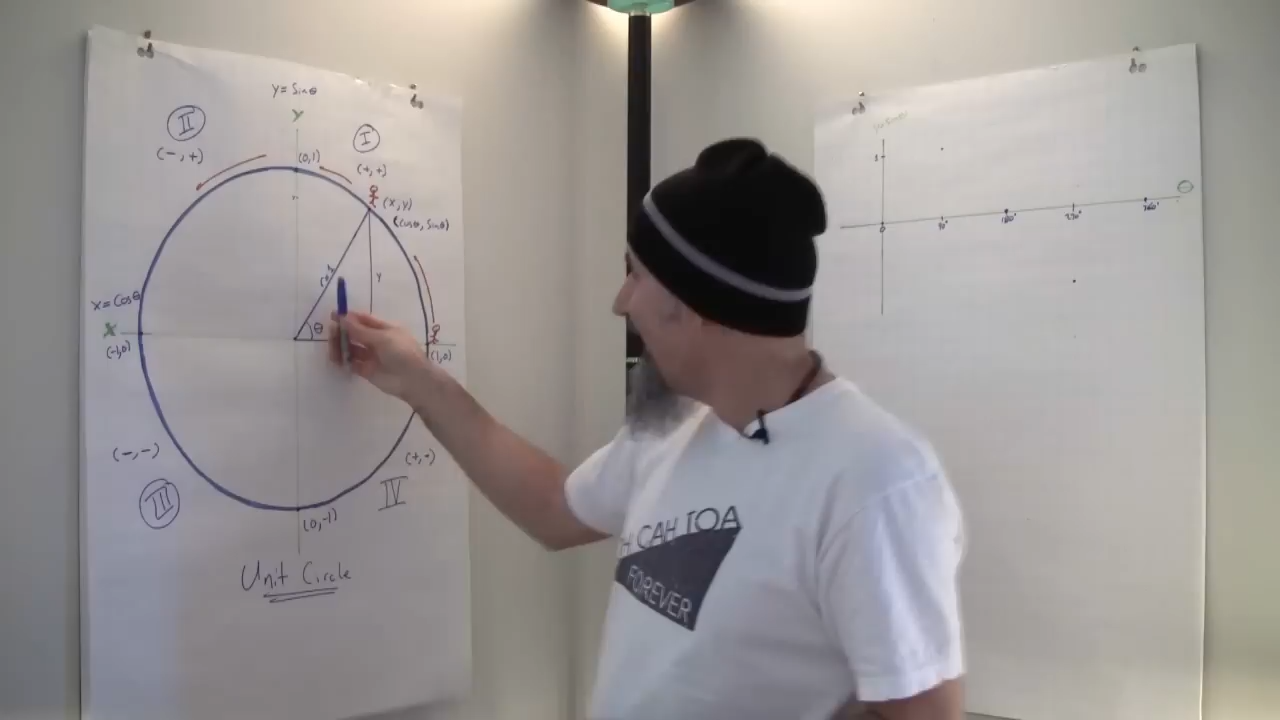 y = Sinθ
Y
II
I
(-,+)
(+,+)
(0,1)
(x,y)
(cosθ, Sinθ)
y
x = Cosθ
X
θ
(-1,0)
(1,0)
(-,-)
(+,-)
III
IV
(0,-1)
Unit Circle
1
θ
0
90°
180°
270°
360°
H CAH TOA
FOREVER